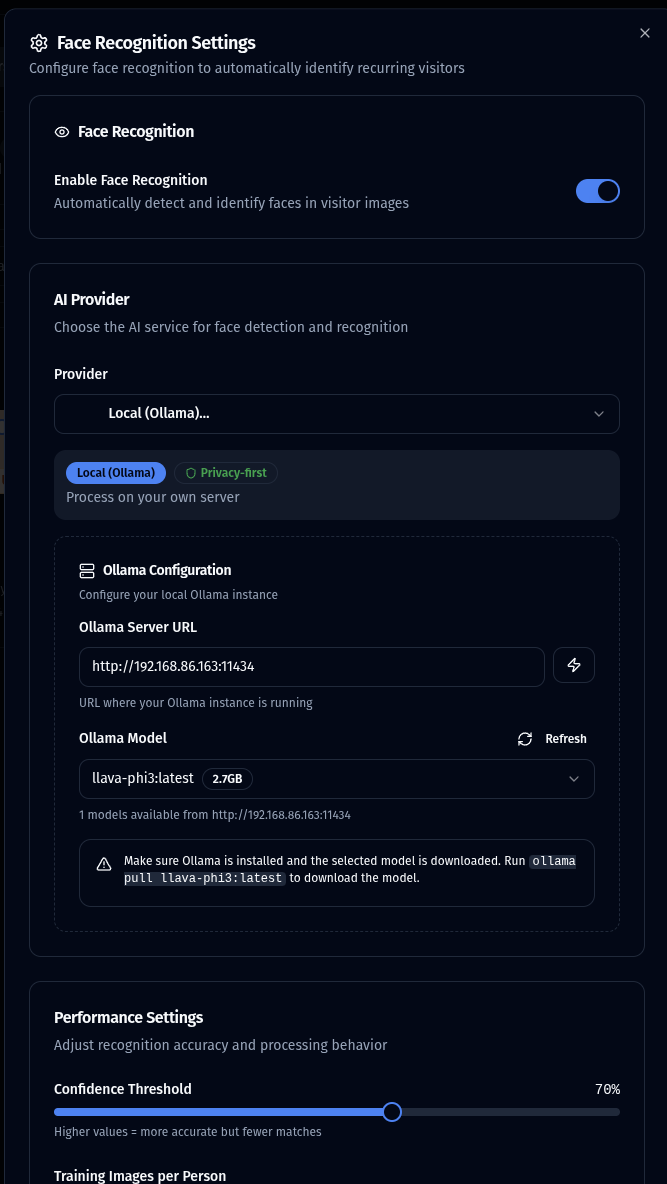 Face Recognition Settings
Configure face recognition to automatically identify recurring visitors
Face Recognition
Enable Face Recognition
Automatically detect and identify faces in visitor images
AI Provider
Choose the AI service for face detection and recognition
Provider
Local (Ollama)...
Local (Ollama) Privacy-first
Process on your own server
Ollama Configuration
Configure your local Ollama instance
Ollama Server URL
http://192.168.86.163:11434
URL where your Ollama instance is running
Ollama Model Refresh
llava-phi3:latest 2.7GB
1 models available from http://192.168.86.163:11434
Make sure Ollama is installed and the selected model is downloaded. Run ollama
pull llava-phi3:latest to download the model.
Performance Settings
Adjust recognition accuracy and processing behavior
Confidence Threshold 70%
Higher values = more accurate but fewer matches
Training Images per Person